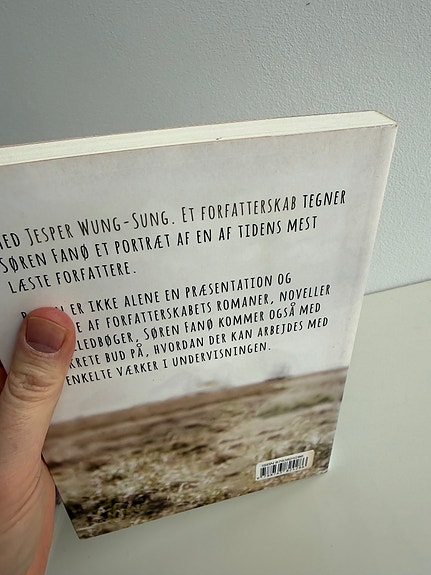 MED JESPER WUNG-SUNG. ET FORFATTERSKAB TEGNER
SØREN FANØ ET PORTRÆT AF EN AF TIDENS MEST
LÆSTE FORFATTERE.
ER IKKE ALENE EN PRÆSENTATION OG
AF FORFATTERSKABETS ROMANER, NOVELLER
LLEDBØGER, SØREN FANØ KOMMER OGSÅ MED
KRETE BUD PÅ, HVORDAN DER KAN ARBEJDES MED
ENKELTE VÆRKER I UNDERVISNINGEN.